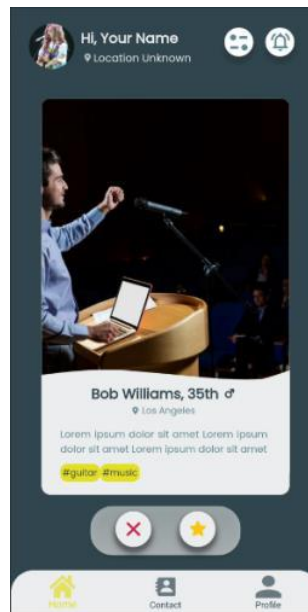 Hi, Your Name
Location Unknown
Bob Williams, 35th ♂
Los Angeles
Lorem ipsum dolor sit amet Lorem ipsum
dolor sit amet Lorem ipsum dolor sit amet
#guitar #music
Home Contact Profile